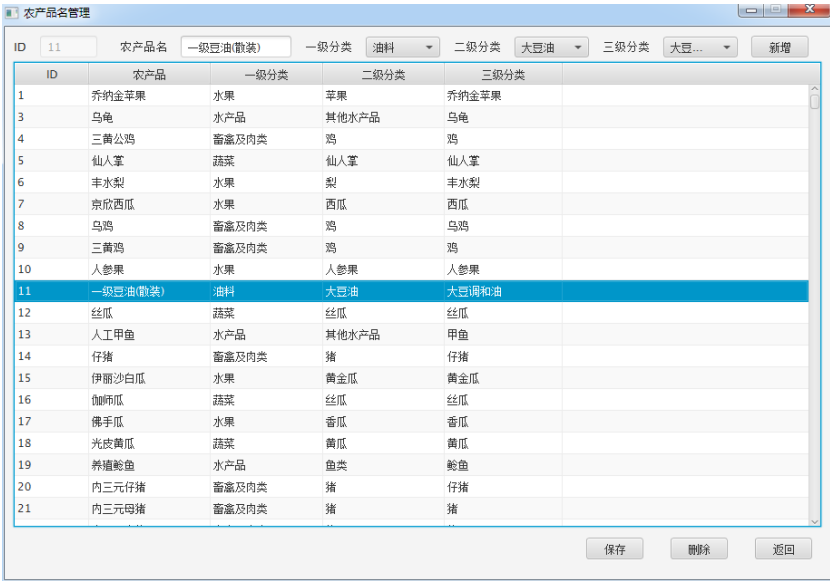 农产品名管理
ID 11 农产品名 一级豆油(散装) 一级分类 油料 二级分类 大豆油 三级分类 大豆... 新增
ID 农产品 一级分类 二级分类 三级分类
1 乔纳金苹果 水果 苹果 乔纳金苹果
3 乌龟 水产品 其他水产品 乌龟
4 三黄公鸡 畜禽及肉类 鸡 鸡
5 仙人掌 蔬菜 仙人掌 仙人掌
6 丰水梨 水果 梨 丰水梨
7 京欣西瓜 水果 西瓜 西瓜
8 乌鸡 畜禽及肉类 鸡 乌鸡
9 三黄鸡 畜禽及肉类 鸡 鸡
10 人参果 水果 人参果 人参果
11 一级豆油(散装) 油料 大豆油 大豆调和油
12 丝瓜 蔬菜 丝瓜 丝瓜
13 人工甲鱼 水产品 其他水产品 甲鱼
14 仔猪 畜禽及肉类 猪 仔猪
15 伊丽沙白瓜 水果 黄金瓜 黄金瓜
16 伽师瓜 蔬菜 丝瓜 丝瓜
17 佛手瓜 水果 香瓜 香瓜
18 光皮黄瓜 蔬菜 黄瓜 黄瓜
19 养殖鲶鱼 水产品 鱼类 鲶鱼
20 内三元仔猪 畜禽及肉类 猪 仔猪
21 内三元母猪 畜禽及肉类 猪 猪
保存 删除 返回